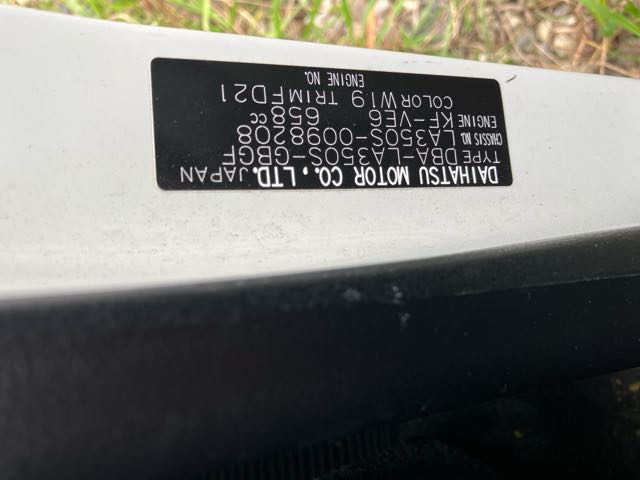 DAIHATSU MOTOR CO., LTD. JAPAN
TYPE DBA-LA350S-GBGF
CHASSIS NO. LA350S-0098208
ENGINE KF-VE6 658cc
COLOR W19 TRIM FD21
ENGINE NO.